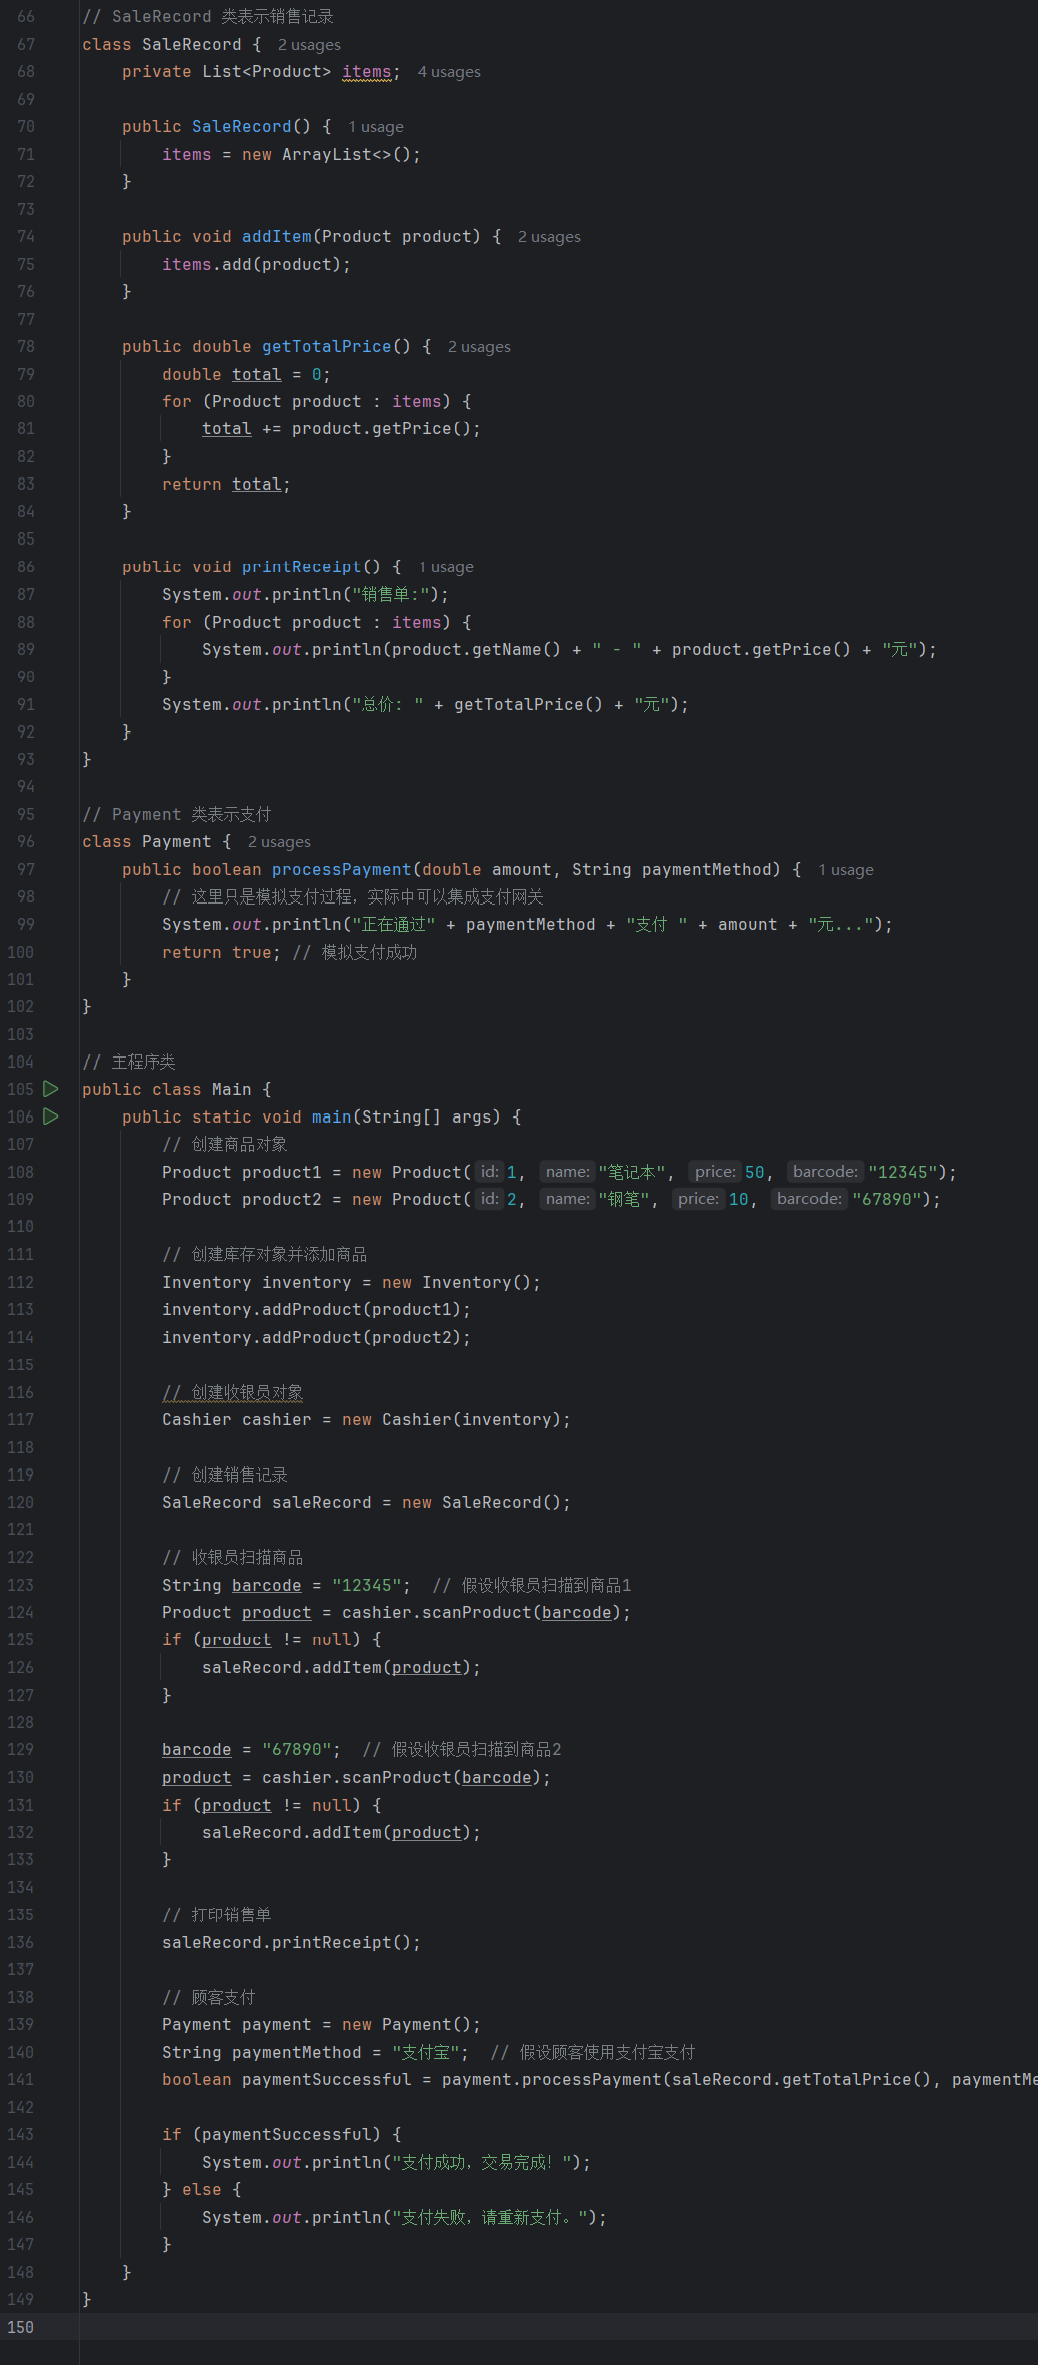 66 // SaleRecord 类表示销售记录
67 class SaleRecord { 2 usages
68 private List<Product> items; 4 usages
69
70 public SaleRecord() { 1 usage
71 items = new ArrayList<>();
72 }
73
74 public void addItem(Product product) { 2 usages
75 items.add(product);
76 }
77
78 public double getTotalPrice() { 2 usages
79 double total = 0;
80 for (Product product : items) {
81 total += product.getPrice();
82 }
83 return total;
84 }
85
86 public void printReceipt() { 1 usage
87 System.out.println("销售单:");
88 for (Product product : items) {
89 System.out.println(product.getName() + " - " + product.getPrice() + "元");
90 }
91 System.out.println("总价: " + getTotalPrice() + "元");
92 }
93 }
94
95 // Payment 类表示支付
96 class Payment { 2 usages
97 public boolean processPayment(double amount, String paymentMethod) { 1 usage
98 // 这里只是模拟支付过程，实际中可以集成支付网关
99 System.out.println("正在通过" + paymentMethod + "支付 " + amount + "元...");
100 return true; // 模拟支付成功
101 }
102 }
103
104 // 主程序类
105 public class Main {
106 public static void main(String[] args) {
107 // 创建商品对象
108 Product product1 = new Product( id: 1, name: "笔记本", price: 50, barcode: "12345");
109 Product product2 = new Product( id: 2, name: "钢笔", price: 10, barcode: "67890");
110
111 // 创建库存对象并添加商品
112 Inventory inventory = new Inventory();
113 inventory.addProduct(product1);
114 inventory.addProduct(product2);
115
116 // 创建收银员对象
117 Cashier cashier = new Cashier(inventory);
118
119 // 创建销售记录
120 SaleRecord saleRecord = new SaleRecord();
121
122 // 收银员扫描商品
123 String barcode = "12345"; // 假设收银员扫描到商品1
124 Product product = cashier.scanProduct(barcode);
125 if (product != null) {
126 saleRecord.addItem(product);
127 }
128
129 barcode = "67890"; // 假设收银员扫描到商品2
130 product = cashier.scanProduct(barcode);
131 if (product != null) {
132 saleRecord.addItem(product);
133 }
134
135 // 打印销售单
136 saleRecord.printReceipt();
137
138 // 顾客支付
139 Payment payment = new Payment();
140 String paymentMethod = "支付宝"; // 假设顾客使用支付宝支付
141 boolean paymentSuccessful = payment.processPayment(saleRecord.getTotalPrice(), paymentMe
142
143 if (paymentSuccessful) {
144 System.out.println("支付成功，交易完成！");
145 } else {
146 System.out.println("支付失败，请重新支付。");
147 }
148 }
149 }
150